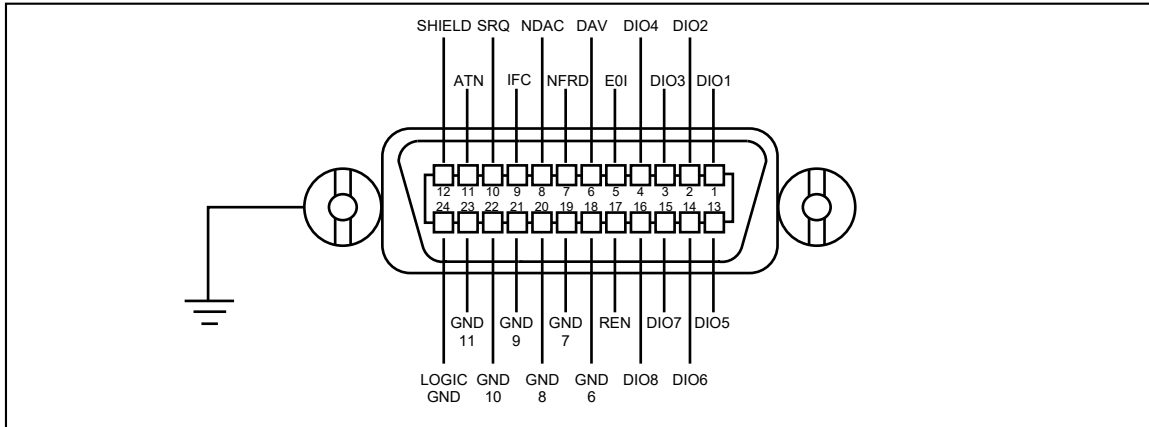 SHIELD SRQ NDAC DAV DIO4 DIO2
ATN IFC NFRD E0I DIO3 DIO1
12 11 10 9 8 7 6 5 4 3 2 1
24 23 22 21 20 19 18 17 16 15 14 13
GND 11 GND 9 GND 7 REN DIO7 DIO5
LOGIC GND GND 10 GND 8 GND 6 DIO8 DIO6